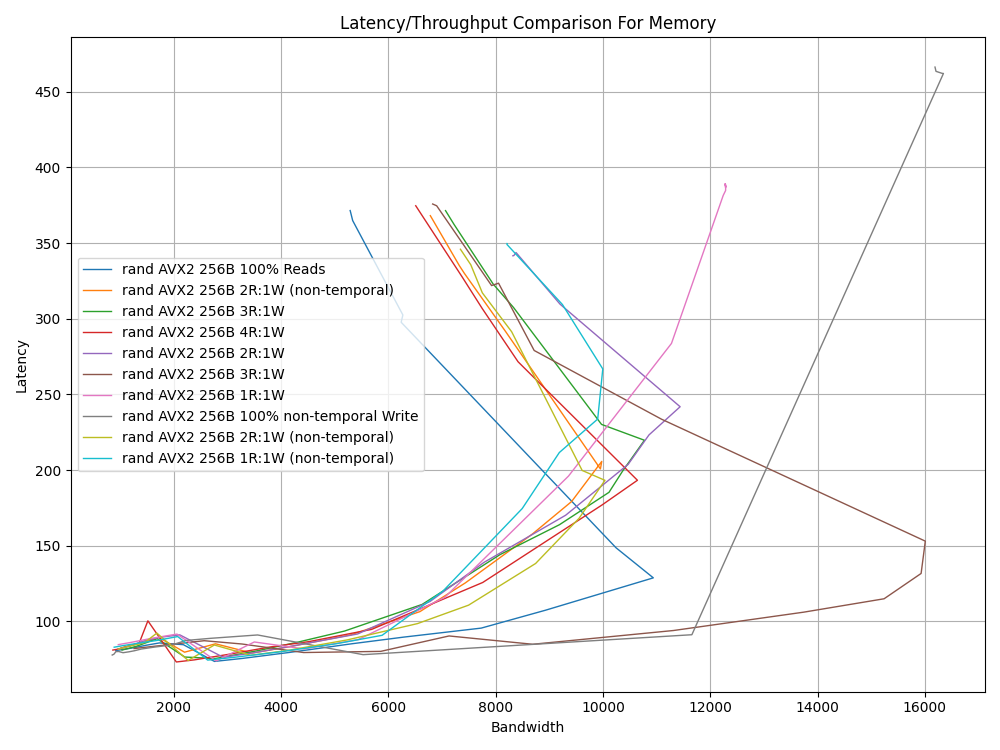 Latency/Throughput Comparison For Memory
450
400
350
300
250
200
150
100
Latency
rand AVX2 256B 100% Reads
rand AVX2 256B 2R:1W (non-temporal)
rand AVX2 256B 3R:1W
rand AVX2 256B 4R:1W
rand AVX2 256B 2R:1W
rand AVX2 256B 3R:1W
rand AVX2 256B 1R:1W
rand AVX2 256B 100% non-temporal Write
rand AVX2 256B 2R:1W (non-temporal)
rand AVX2 256B 1R:1W (non-temporal)
2000 4000 6000 8000 10000 12000 14000 16000
Bandwidth